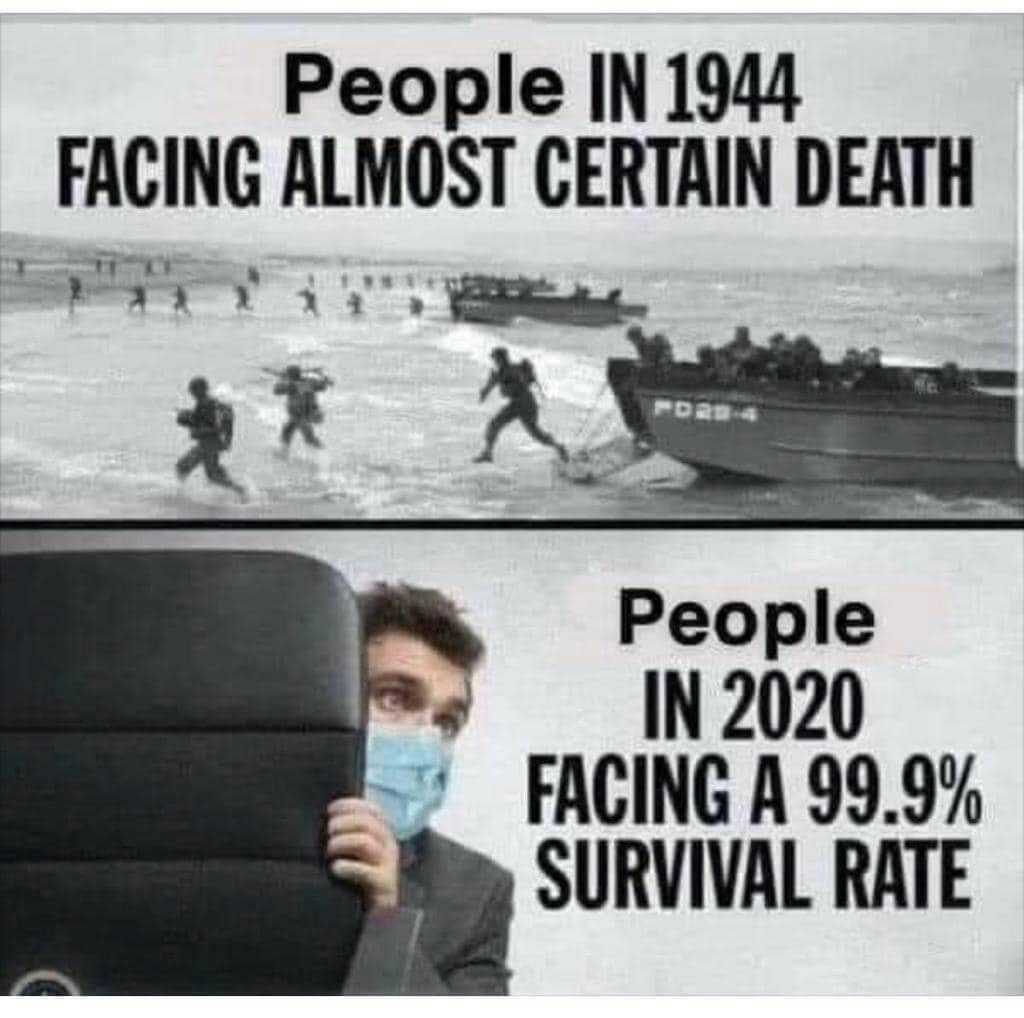 People IN 1944
FACING ALMOST CERTAIN DEATH
PD29-4
People
IN 2020
FACING A 99.9%
SURVIVAL RATE